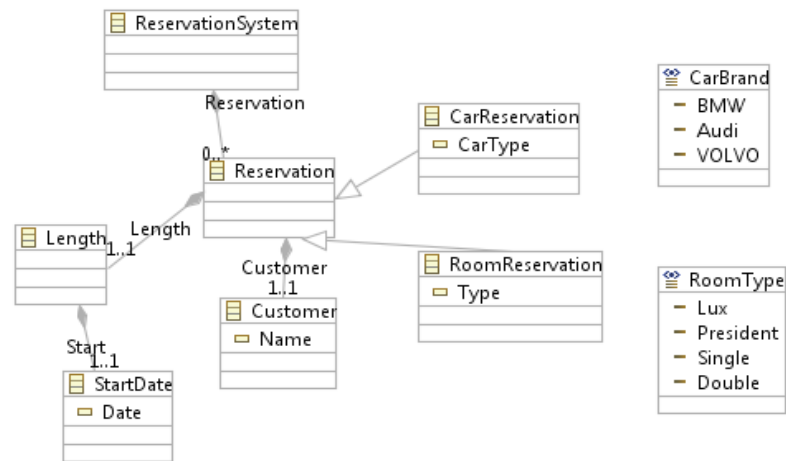 ReservationSystem
Reservation
0..*
Reservation
CarReservation
CarType
CarBrand
BMW
Audi
VOLVO
Length
1..1
Length
Customer
1..1
Customer
Name
RoomReservation
Type
RoomType
Lux
President
Single
Double
Start
1..1
StartDate
Date